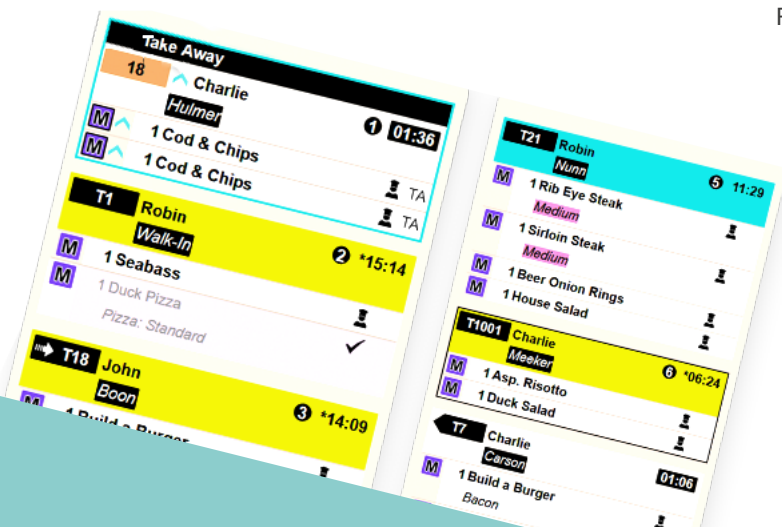 Take Away
18 Charlie
Hulmer
1 01:36
M 1 Cod & Chips
TA
M 1 Cod & Chips
TA
T1 Robin
Walk-In
2 *15:14
M 1 Seabass
M 1 Duck Pizza
Pizza: Standard
T18 John
Boon
3 *14:09
M 1 Build a Burger
T21 Robin
Nunn
5 11:29
M 1 Rib Eye Steak
Medium
M 1 Sirloin Steak
Medium
M 1 Beer Onion Rings
M 1 House Salad
T1001 Charlie
Meeker
6 *06:24
M 1 Asp. Risotto
M 1 Duck Salad
T7 Charlie
Carson
01:06
M 1 Build a Burger
Bacon